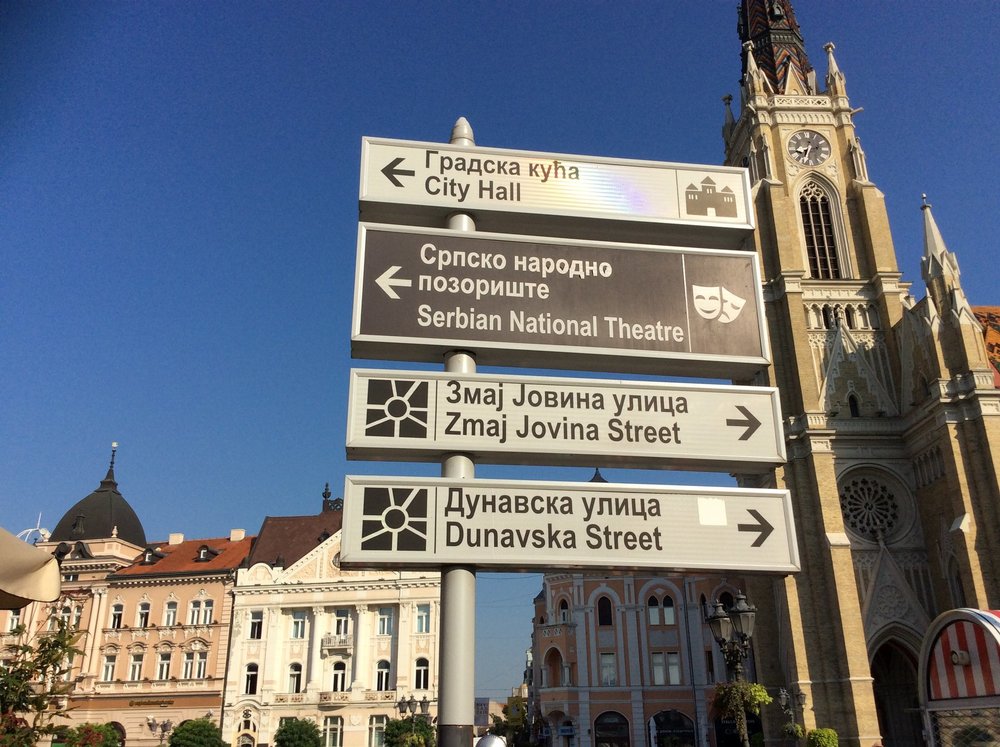 Градска кућа
City Hall
Српско народно
позориште
Serbian National Theatre
Змај Јовина улица
Zmaj Jovina Street
Дунавска улица
Dunavska Street